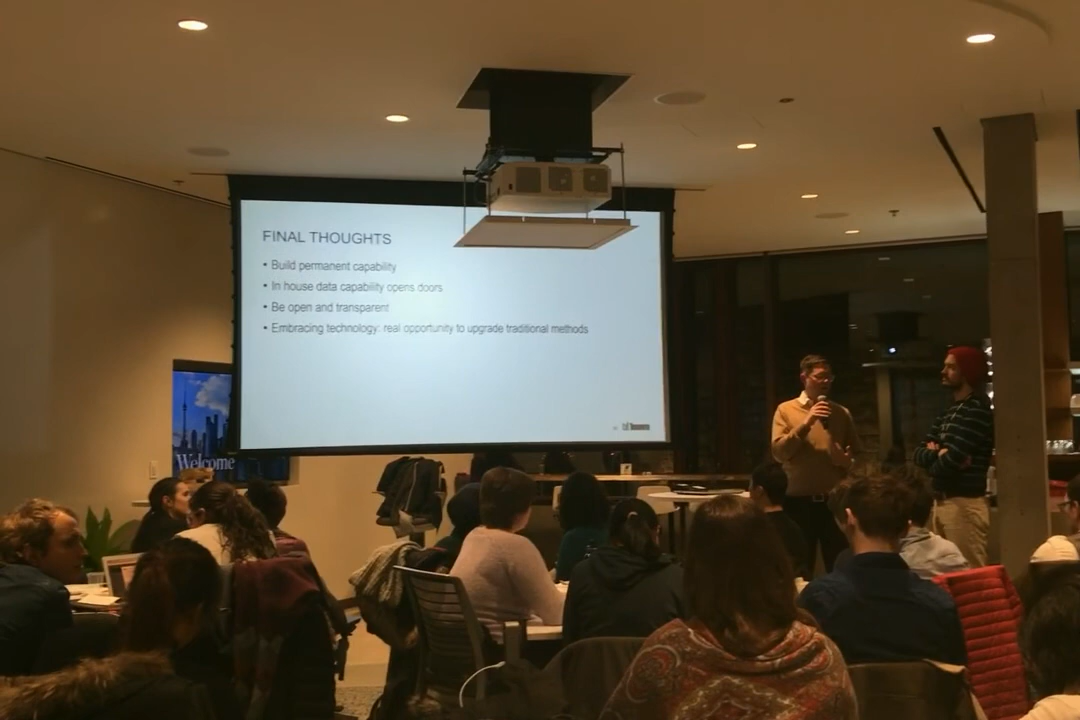 FINAL THOUGHTS
• Build permanent capability
• In house data capability opens doors
• Be open and transparent
• Embracing technology: real opportunity to upgrade traditional methods
Toronto
Welcome